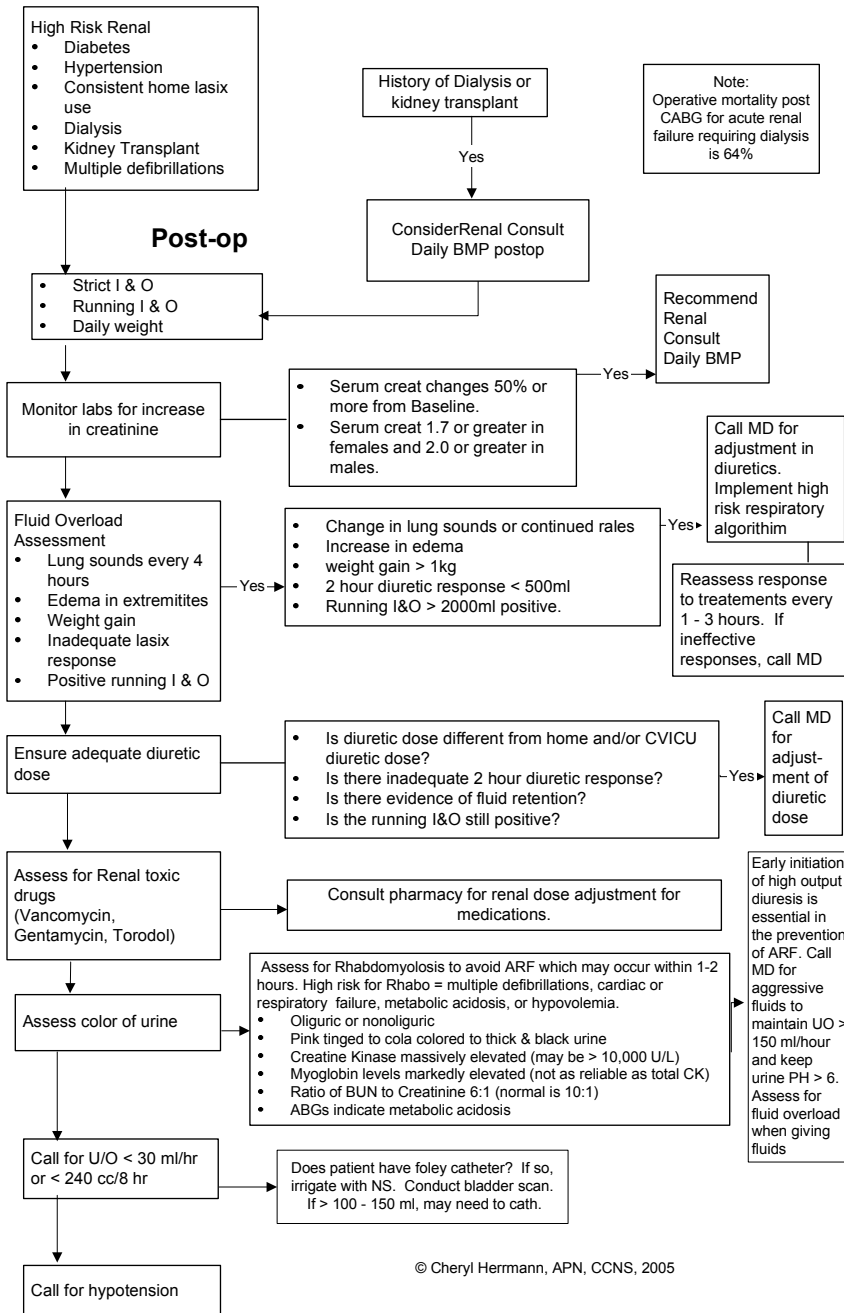 High Risk Renal
• Diabetes
• Hypertension
• Consistent home lasix
use
• Dialysis
• Kidney Transplant
• Multiple defibrillations
History of Dialysis or
kidney transplant
Note:
Operative mortality post
CABG for acute renal
failure requiring dialysis
is 64%
Yes
Post-op
ConsiderRenal Consult
Daily BMP postop
• Strict I & O
• Running I & O
• Daily weight
Recommend
Renal
Consult
Daily BMP
Monitor labs for increase
in creatinine
• Serum creat changes 50% or
more from Baseline.
• Serum creat 1.7 or greater in
females and 2.0 or greater in
males.
Yes
Call MD for
adjustment in
diuretics.
Implement high
risk respiratory
algorithim
Fluid Overload
Assessment
• Lung sounds every 4
hours
• Edema in extremitites
• Weight gain
• Inadequate lasix
response
• Positive running I & O
Yes
• Change in lung sounds or continued rales
• Increase in edema
• weight gain > 1kg
• 2 hour diuretic response < 500ml
• Running I&O > 2000ml positive.
Yes
Reassess response
to treatements every
1 - 3 hours. If
ineffective
responses, call MD
Ensure adequate diuretic
dose
• Is diuretic dose different from home and/or CVICU
diuretic dose?
• Is there inadequate 2 hour diuretic response?
• Is there evidence of fluid retention?
• Is the running I&O still positive?
Yes
Call MD
for
adjust-
ment of
diuretic
dose
Assess for Renal toxic
drugs
(Vancomycin,
Gentamycin, Torodol)
Consult pharmacy for renal dose adjustment for
medications.
Early initiation
of high output
diuresis is
essential in
the prevention
of ARF. Call
MD for
aggressive
fluids to
maintain UO >
150 ml/hour
and keep
urine PH > 6.
Assess for
fluid overload
when giving
fluids
Assess color of urine
Assess for Rhabdomyolosis to avoid ARF which may occur within 1-2
hours. High risk for Rhabo = multiple defibrillations, cardiac or
respiratory failure, metabolic acidosis, or hypovolemia.
• Oliguric or nonoliguric
• Pink tinged to cola colored to thick & black urine
• Creatine Kinase massively elevated (may be > 10,000 U/L)
• Myoglobin levels markedly elevated (not as reliable as total CK)
• Ratio of BUN to Creatinine 6:1 (normal is 10:1)
• ABGs indicate metabolic acidosis
Call for U/O < 30 ml/hr
or < 240 cc/8 hr
Does patient have foley catheter? If so,
irrigate with NS. Conduct bladder scan.
If > 100 - 150 ml, may need to cath.
Call for hypotension
© Cheryl Herrmann, APN, CCNS, 2005